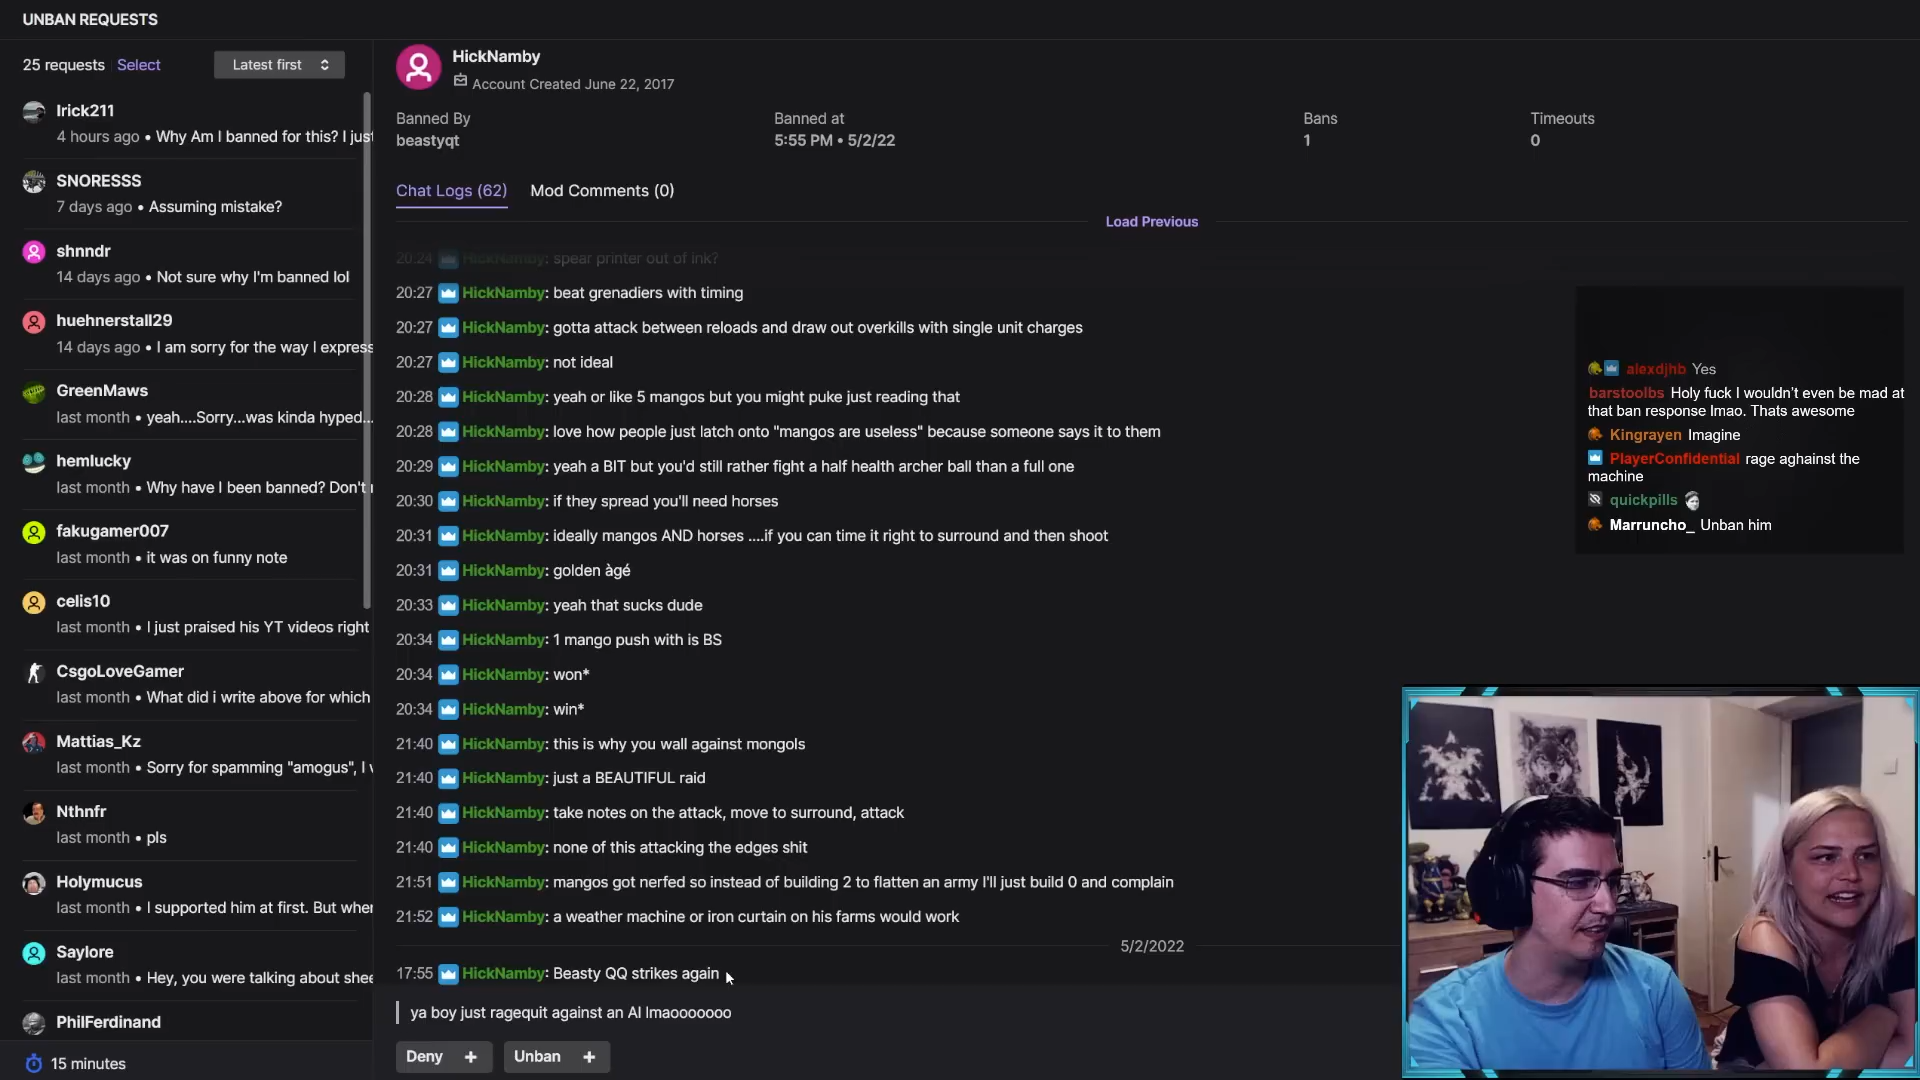 UNBAN REQUESTS
25 requests Select Latest first
Irick211
4 hours ago • Why Am I banned for this? I just
SNORESSS
7 days ago • Assuming mistake?
shnndr
14 days ago • Not sure why I'm banned lol
huehnerstall29
14 days ago • I am sorry for the way I express
GreenMaws
last month • yeah....Sorry...was kinda hyped...
hemlucky
last month • Why have I been banned? Don't
fakugamer007
last month • it was on funny note
celis10
last month • I just praised his YT videos right
CsgoLoveGamer
last month • What did i write above for which
Mattias_Kz
last month • Sorry for spamming "amogus", I
Nthnfr
last month • pls
Holymucus
last month • I supported him at first. But when
Saylore
last month • Hey, you were talking about shee
PhilFerdinand
15 minutes
HickNamby
Account Created June 22, 2017
Banned By Banned at Bans Timeouts
beastyqt 5:55 PM • 5/2/22 1 0
Chat Logs (62) Mod Comments (0)
Load Previous
20:24 HickNamby: spear printer out of ink?
20:27 HickNamby: beat grenadiers with timing
20:27 HickNamby: gotta attack between reloads and draw out overkills with single unit charges
20:27 HickNamby: not ideal
20:28 HickNamby: yeah or like 5 mangos but you might puke just reading that
20:28 HickNamby: love how people just latch onto "mangos are useless" because someone says it to them
20:29 HickNamby: yeah a BIT but you'd still rather fight a half health archer ball than a full one
20:30 HickNamby: if they spread you'll need horses
20:31 HickNamby: ideally mangos AND horses ....if you can time it right to surround and then shoot
20:31 HickNamby: golden àgé
20:33 HickNamby: yeah that sucks dude
20:34 HickNamby: 1 mango push with is BS
20:34 HickNamby: won*
20:34 HickNamby: win*
21:40 HickNamby: this is why you wall against mongols
21:40 HickNamby: just a BEAUTIFUL raid
21:40 HickNamby: take notes on the attack, move to surround, attack
21:40 HickNamby: none of this attacking the edges shit
21:51 HickNamby: mangos got nerfed so instead of building 2 to flatten an army I'll just build 0 and complain
21:52 HickNamby: a weather machine or iron curtain on his farms would work
5/2/2022
17:55 HickNamby: Beasty QQ strikes again
ya boy just ragequit against an AI lmaooooooo
Deny + Unban +
alexdjhb Yes
barstoolbs Holy fuck I wouldn't even be mad at
that ban response lmao. Thats awesome
Kingrayen Imagine
PlayerConfidential rage aghainst the
machine
quickpills
Marruncho_ Unban him